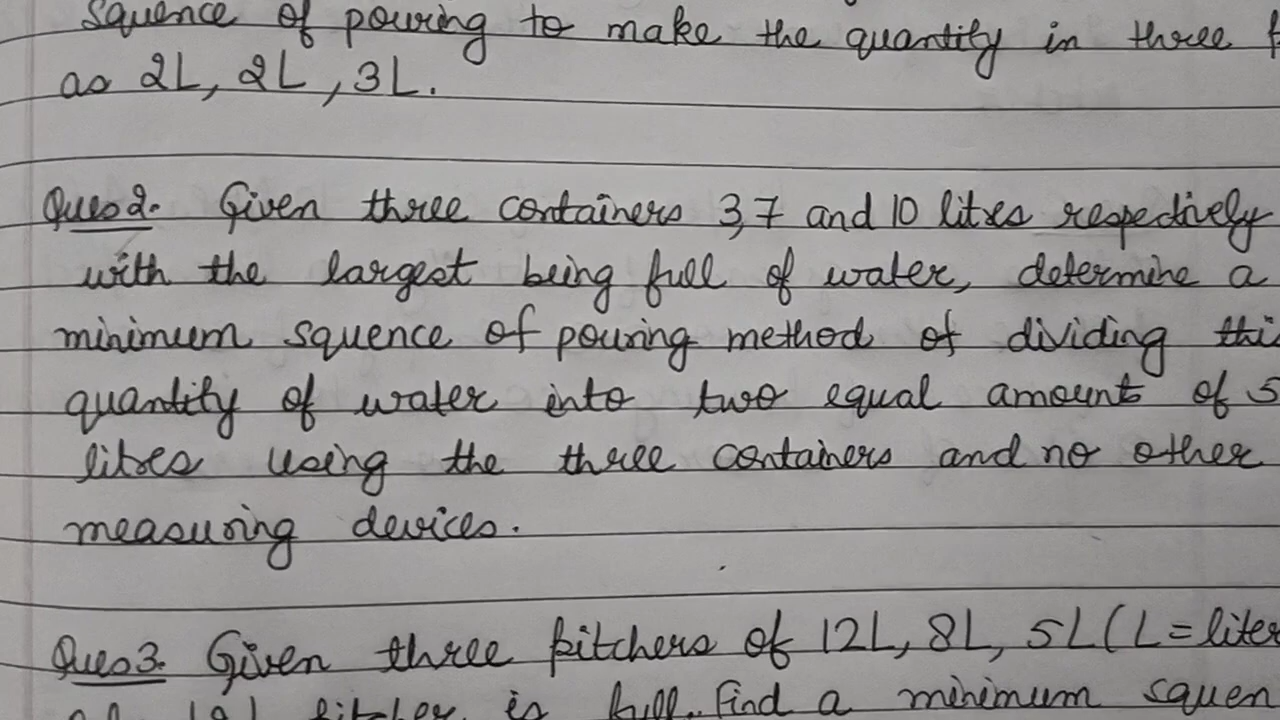 squence of pouring to make the quantity in three
as 2L, 2L, 3L.
Ques2. Given three containers 3,7 and 10 litres respectively
with the largest being full of water, determine a
minimum squence of pouring method of dividing
quantity of water into two equal amounts of 5
litres using the three containers and no other
measuring devices.
Ques3. Given three pitchers of 12L, 8L, 5L (L=liter
pitcher is full. Find a minimum squen